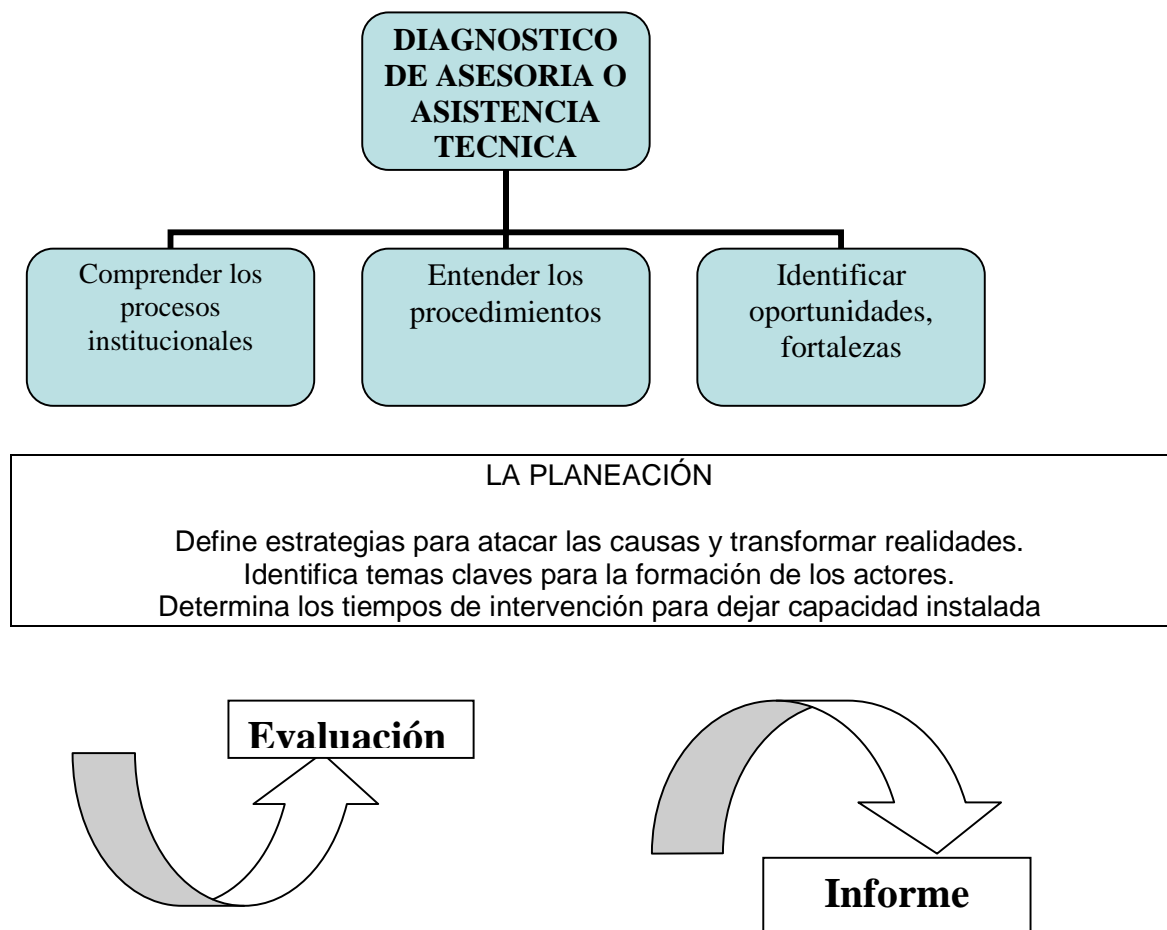 DIAGNOSTICO
DE ASESORIA O
ASISTENCIA
TECNICA
Comprender los
procesos
institucionales
Entender los
procedimientos
Identificar
oportunidades,
fortalezas
LA PLANEACIÓN
Define estrategias para atacar las causas y transformar realidades.
Identifica temas claves para la formación de los actores.
Determina los tiempos de intervención para dejar capacidad instalada
Evaluación
Informe